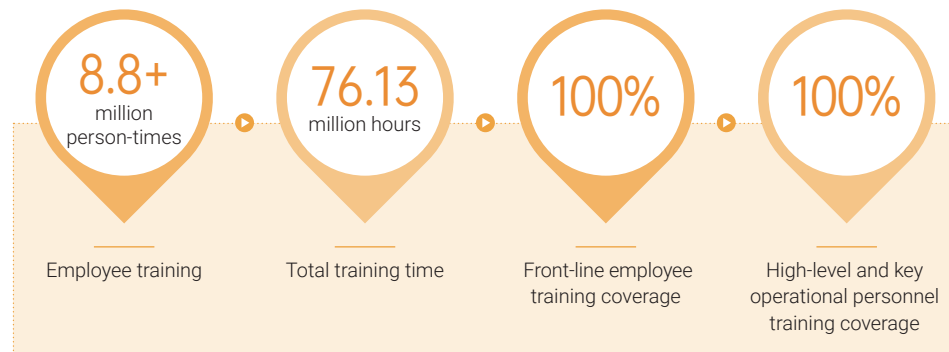 8.8+
million
person-times
Employee training
76.13
million hours
Total training time
100%
Front-line employee
training coverage
100%
High-level and key
operational personnel
training coverage